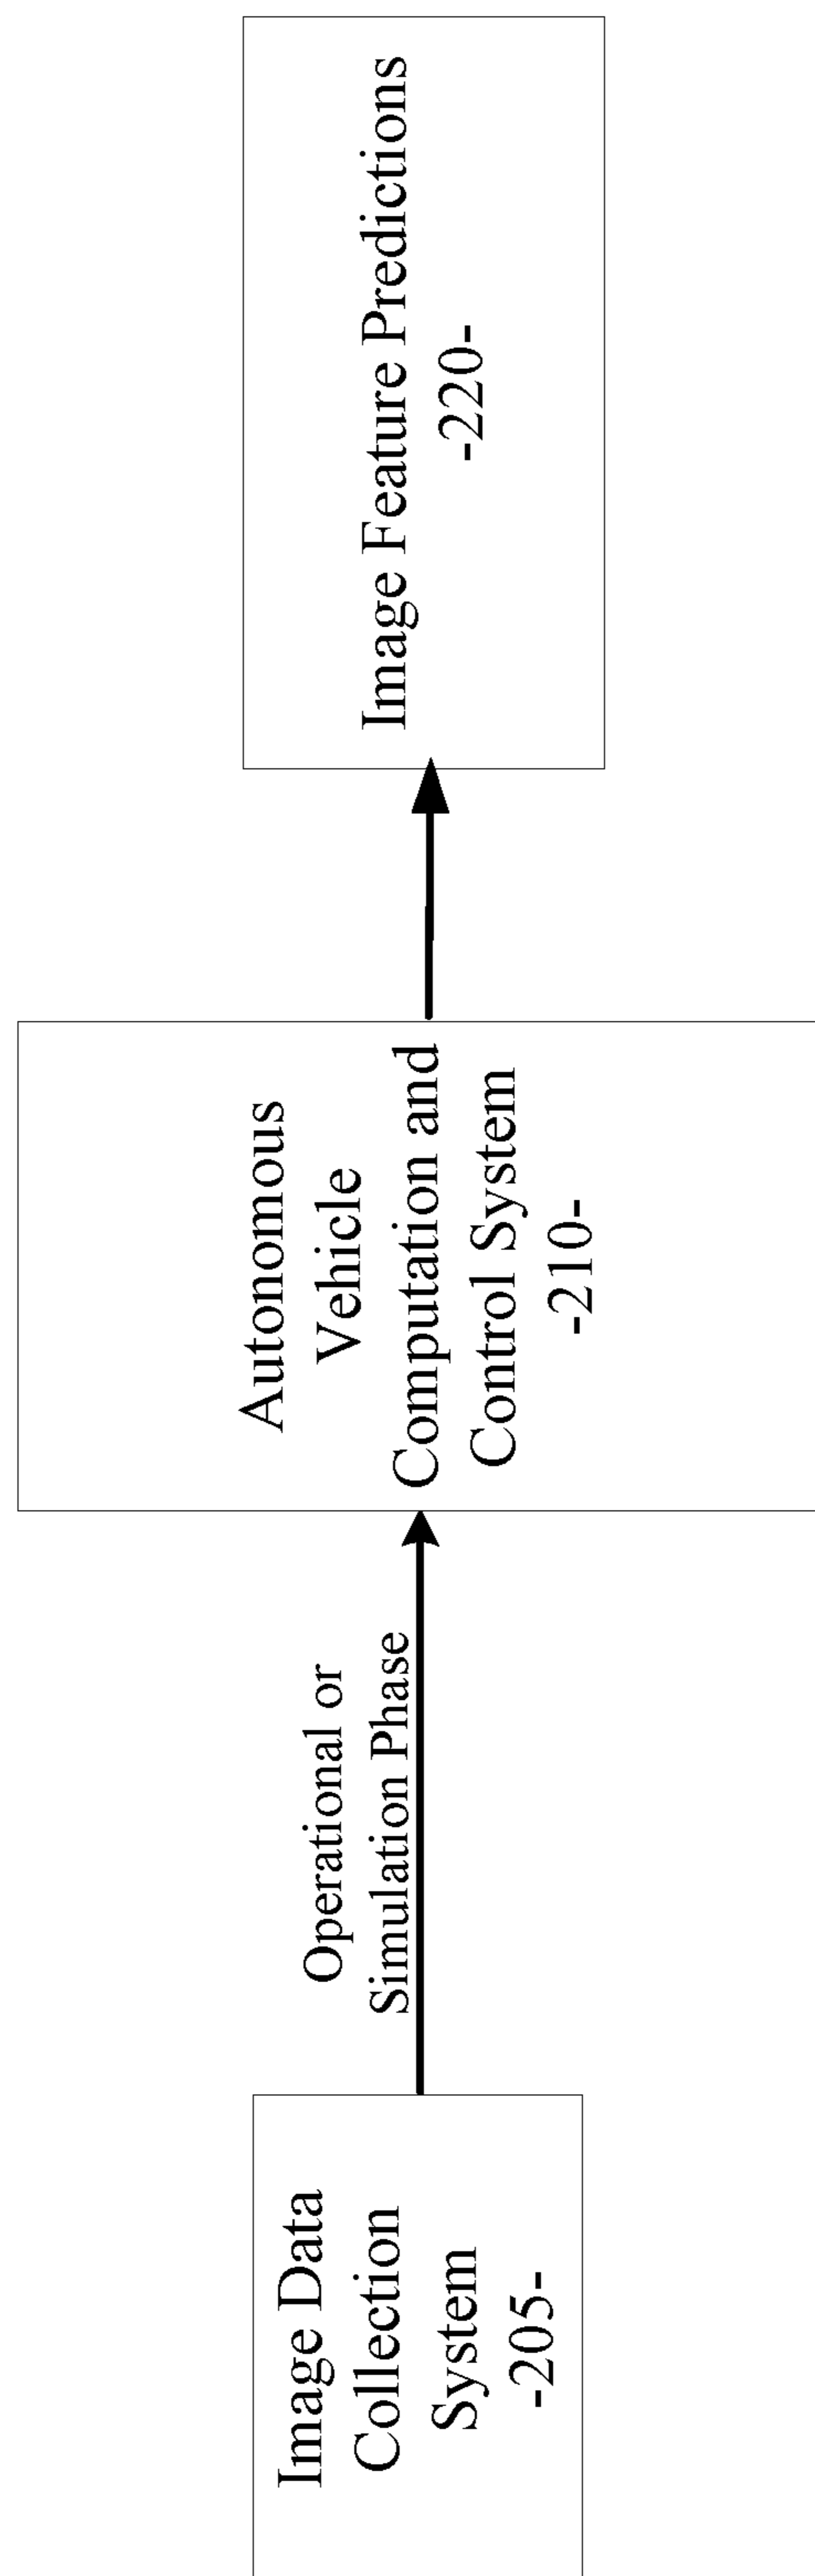 Image Data
Collection
System
-205-
Operational or
Simulation Phase
Autonomous
Vehicle
Computation and
Control System
-210-
Image Feature Predictions
-220-